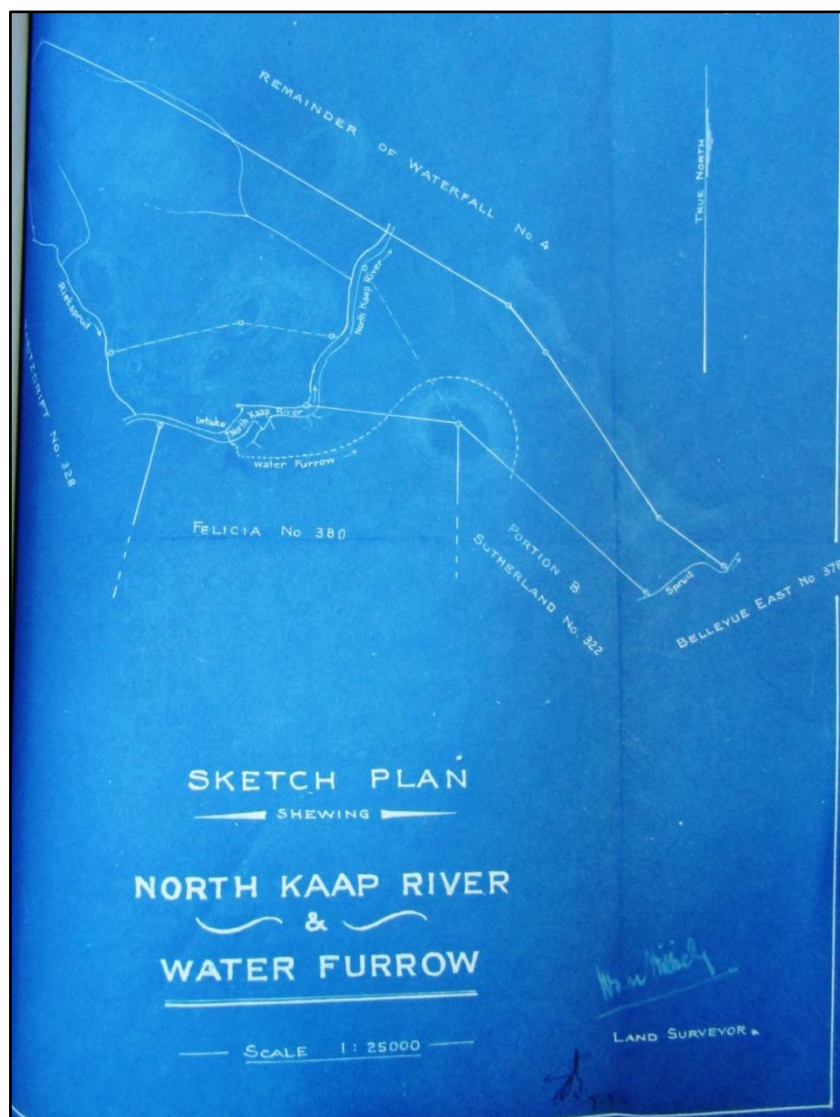 REMAINDER OF WATERFALL No. 4
TRUE NORTH
North Kaap River
Rietspruit
No. 328
Intake
North Kaap River
Water Furrow
FELICIA No 380
PORTION B
SUTHERLAND No. 322
Spruit
BELLEVUE EAST No 378
SKETCH PLAN
SHEWING
NORTH KAAP RIVER
&
WATER FURROW
SCALE 1:25000
LAND SURVEYOR.